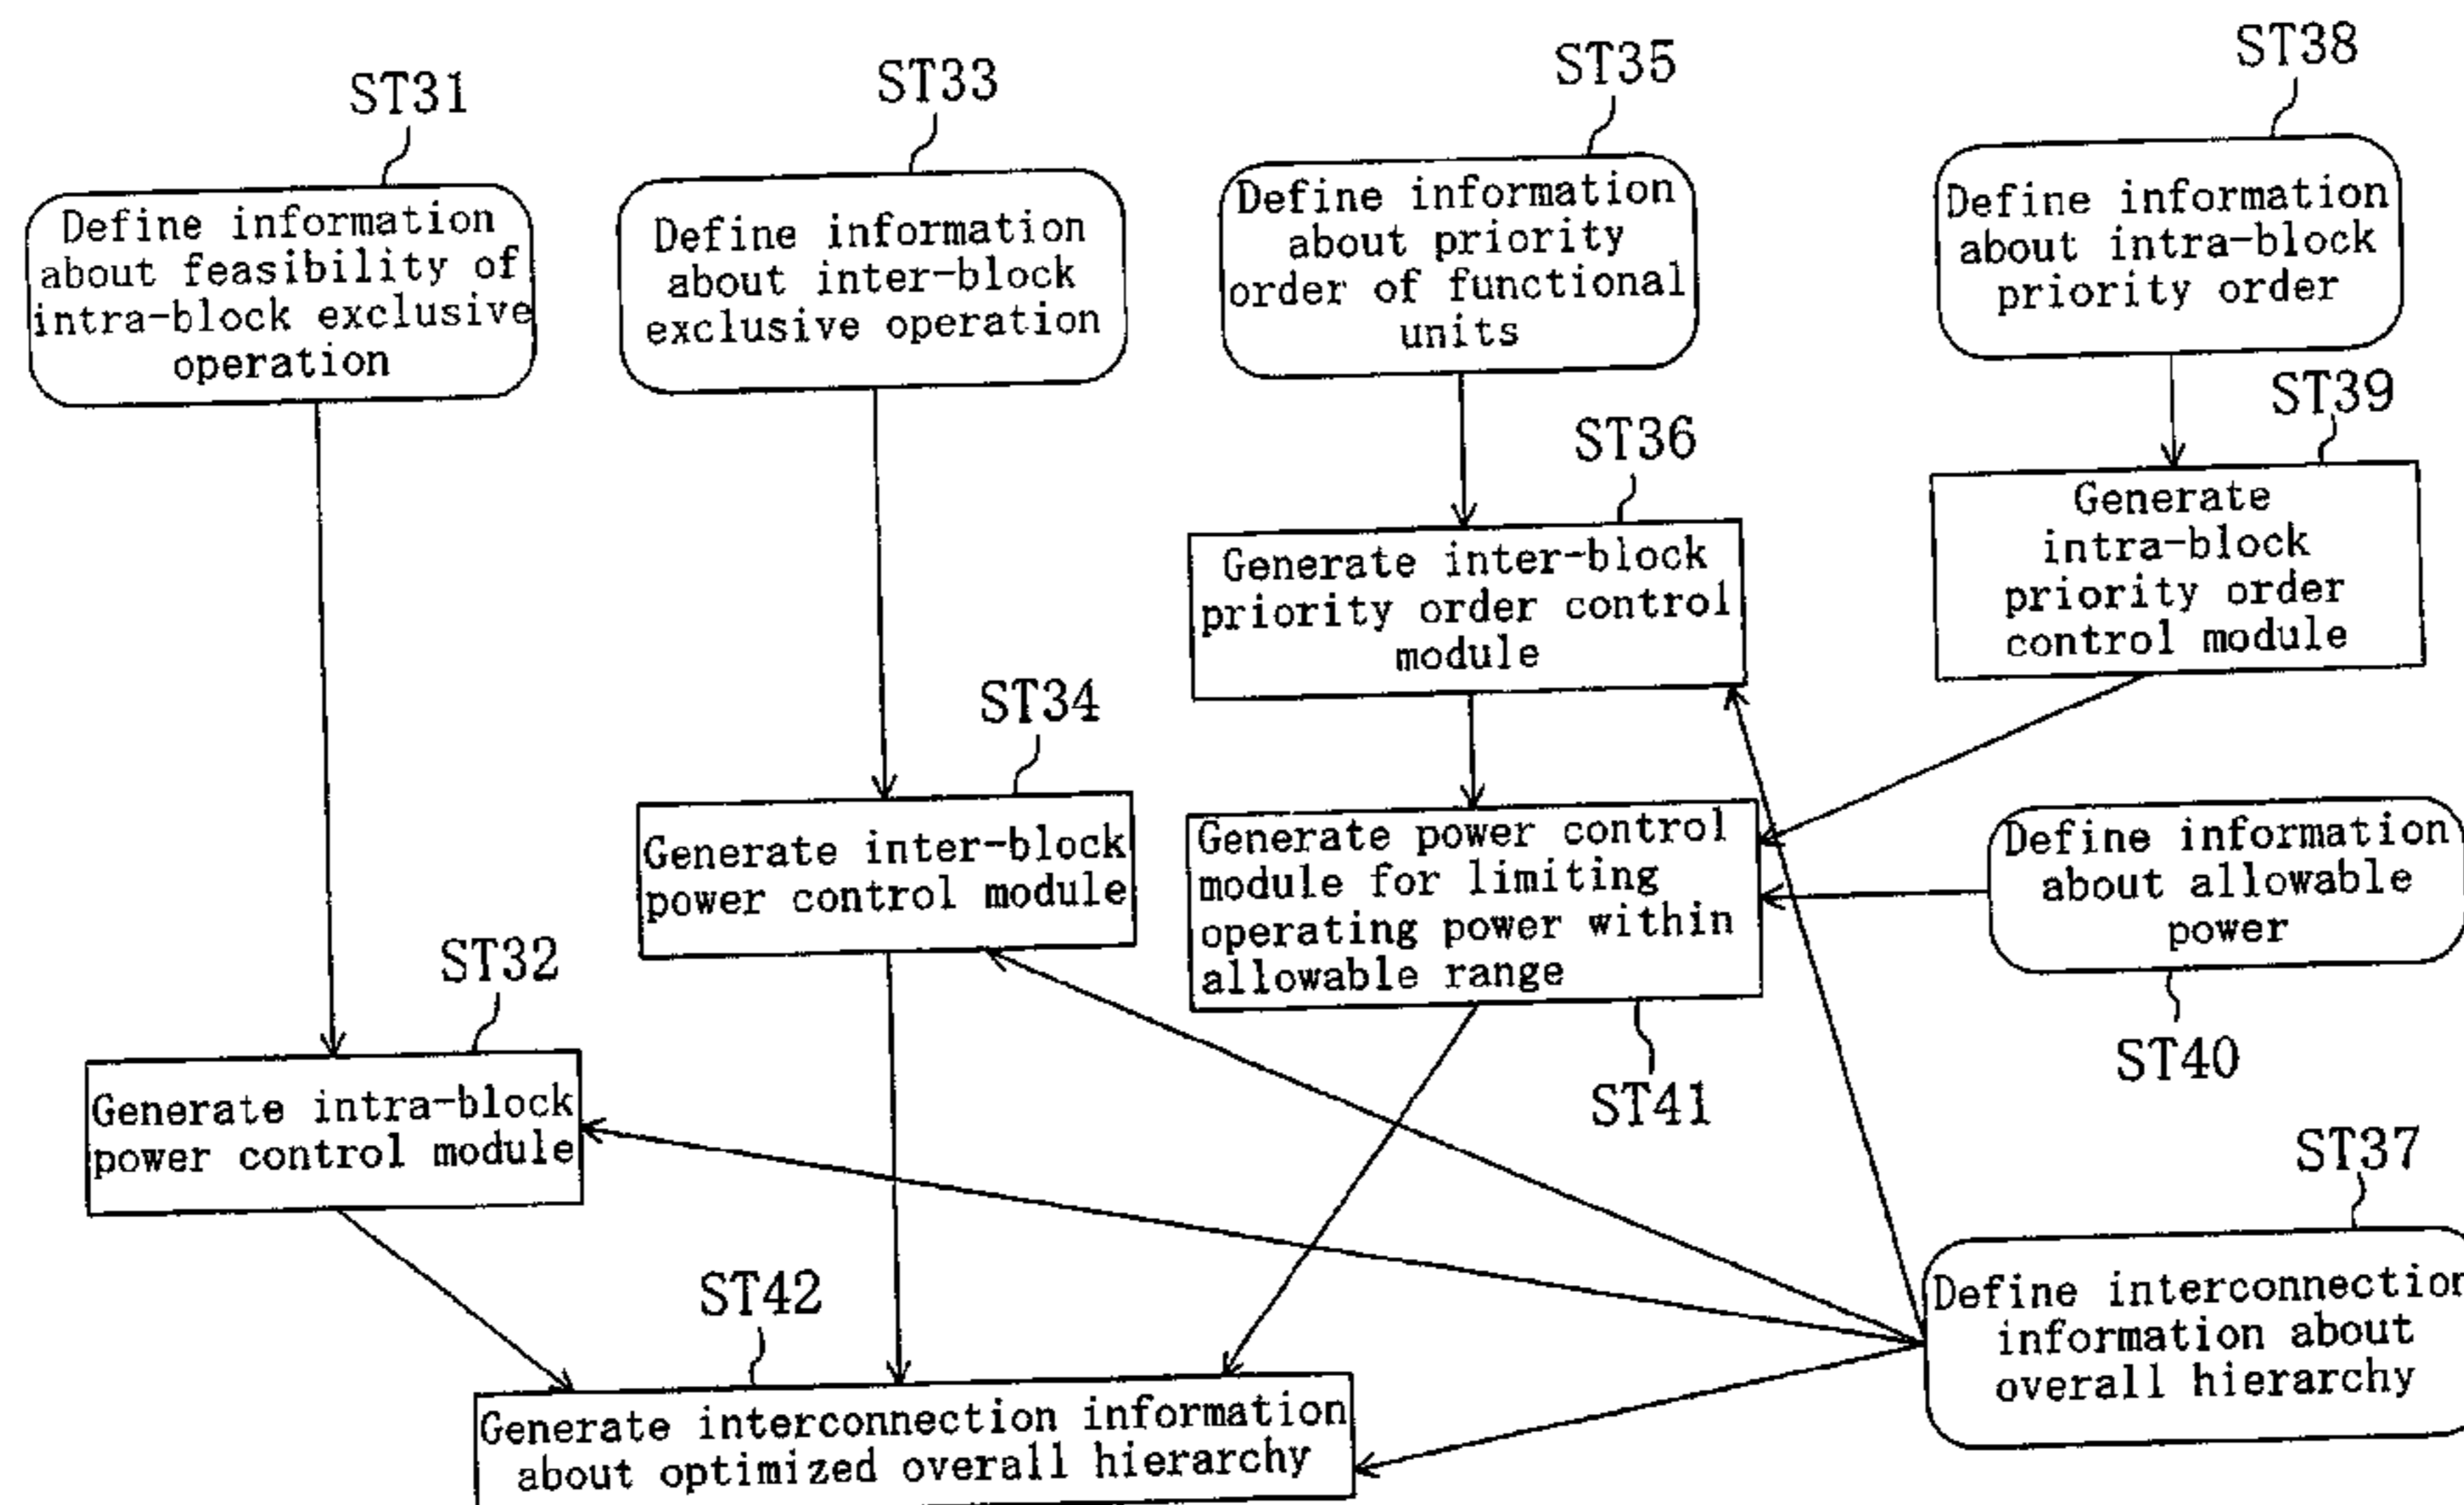 ST31
Define information
about feasibility of
intra-block exclusive
operation
ST33
Define information
about inter-block
exclusive operation
ST35
Define information
about priority
order of functional
units
ST38
Define information
about intra-block
priority order
ST36
Generate inter-block
priority order control
module
ST39
Generate
intra-block
priority order
control module
ST34
Generate inter-block
power control module
Generate power control
module for limiting
operating power within
allowable range
ST41
Define information
about allowable
power
ST40
ST32
Generate intra-block
power control module
ST37
Define interconnection
information about
overall hierarchy
ST42
Generate interconnection information
about optimized overall hierarchy